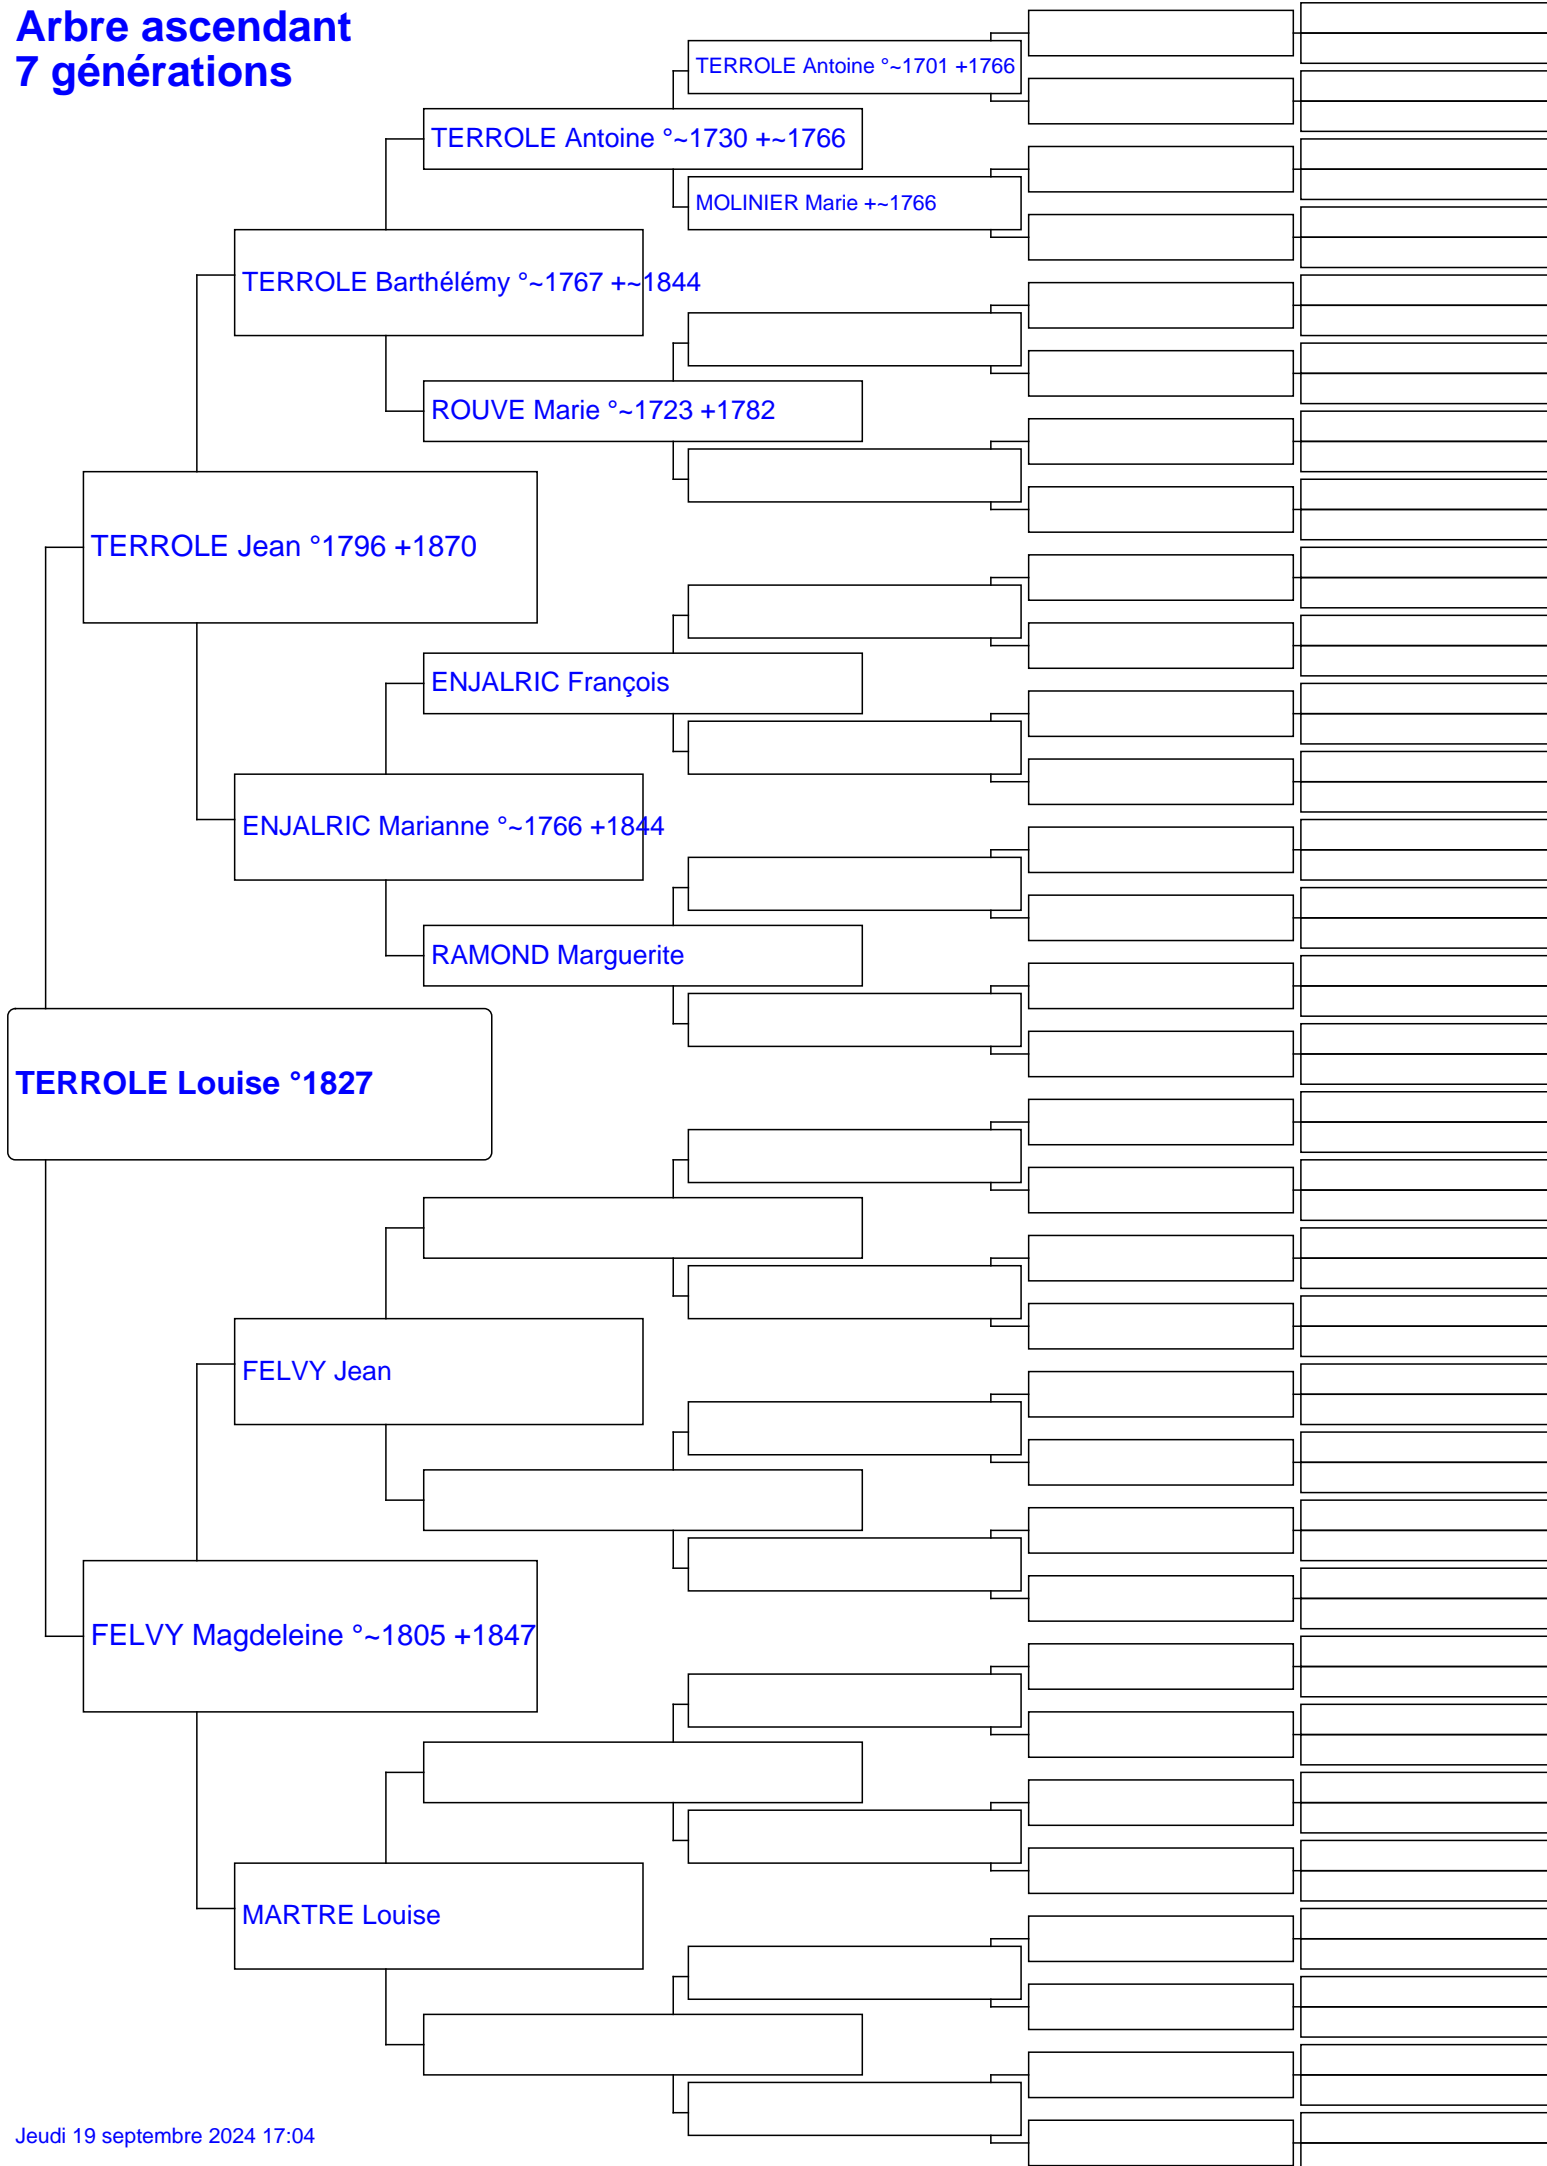 Arbre ascendant
7 générations
TERROLE Antoine °~1701 +1766
TERROLE Antoine °~1730 +~1766
MOLINIER Marie +~1766
TERROLE Barthélémy °~1767 +~1844
ROUVE Marie °~1723 +1782
TERROLE Jean °1796 +1870
ENJALRIC François
ENJALRIC Marianne °~1766 +1844
RAMOND Marguerite
TERROLE Louise °1827
FELVY Jean
FELVY Magdeleine °~1805 +1847
MARTRE Louise
Jeudi 19 septembre 2024 17:04